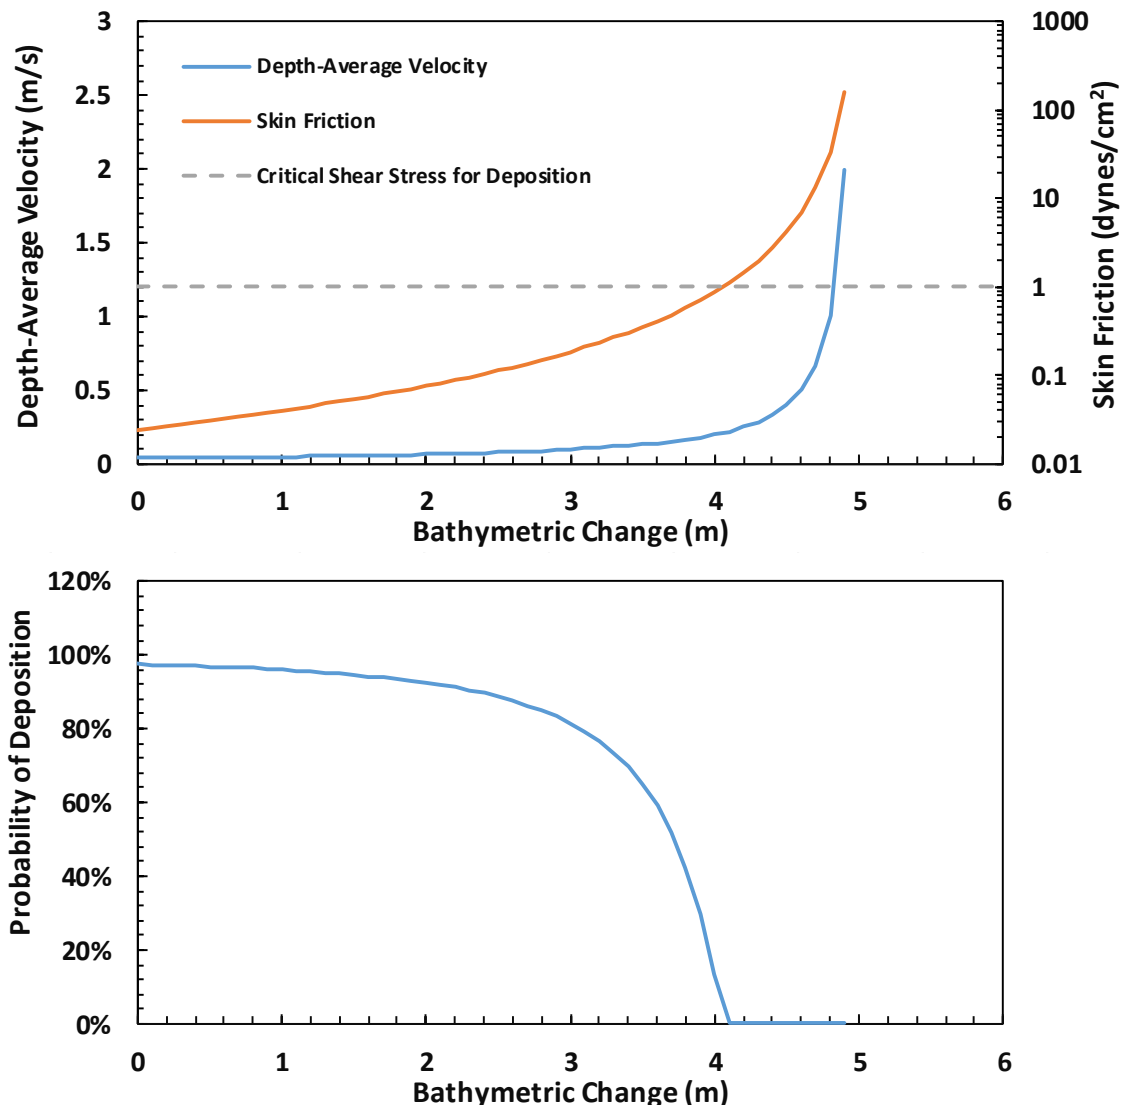 3
2.5
2
1.5
1
0.5
0
Depth-Average Velocity (m/s)
Depth-Average Velocity
Skin Friction
Critical Shear Stress for Deposition
1000
100
10
1
0.1
0.01
Skin Friction (dynes/cm²)
0 1 2 3 4 5 6
Bathymetric Change (m)
120%
100%
80%
60%
40%
20%
0%
Probability of Deposition
0 1 2 3 4 5 6
Bathymetric Change (m)